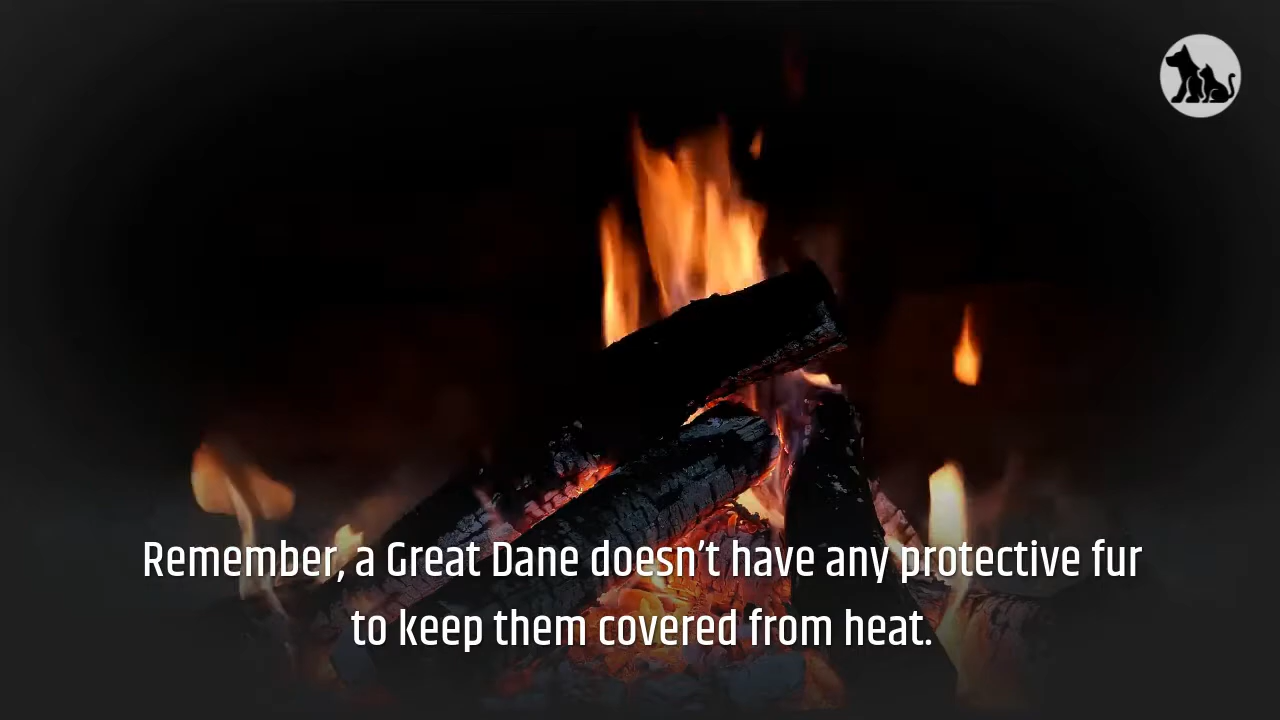 Remember, a Great Dane doesn’t have any protective fur
to keep them covered from heat.